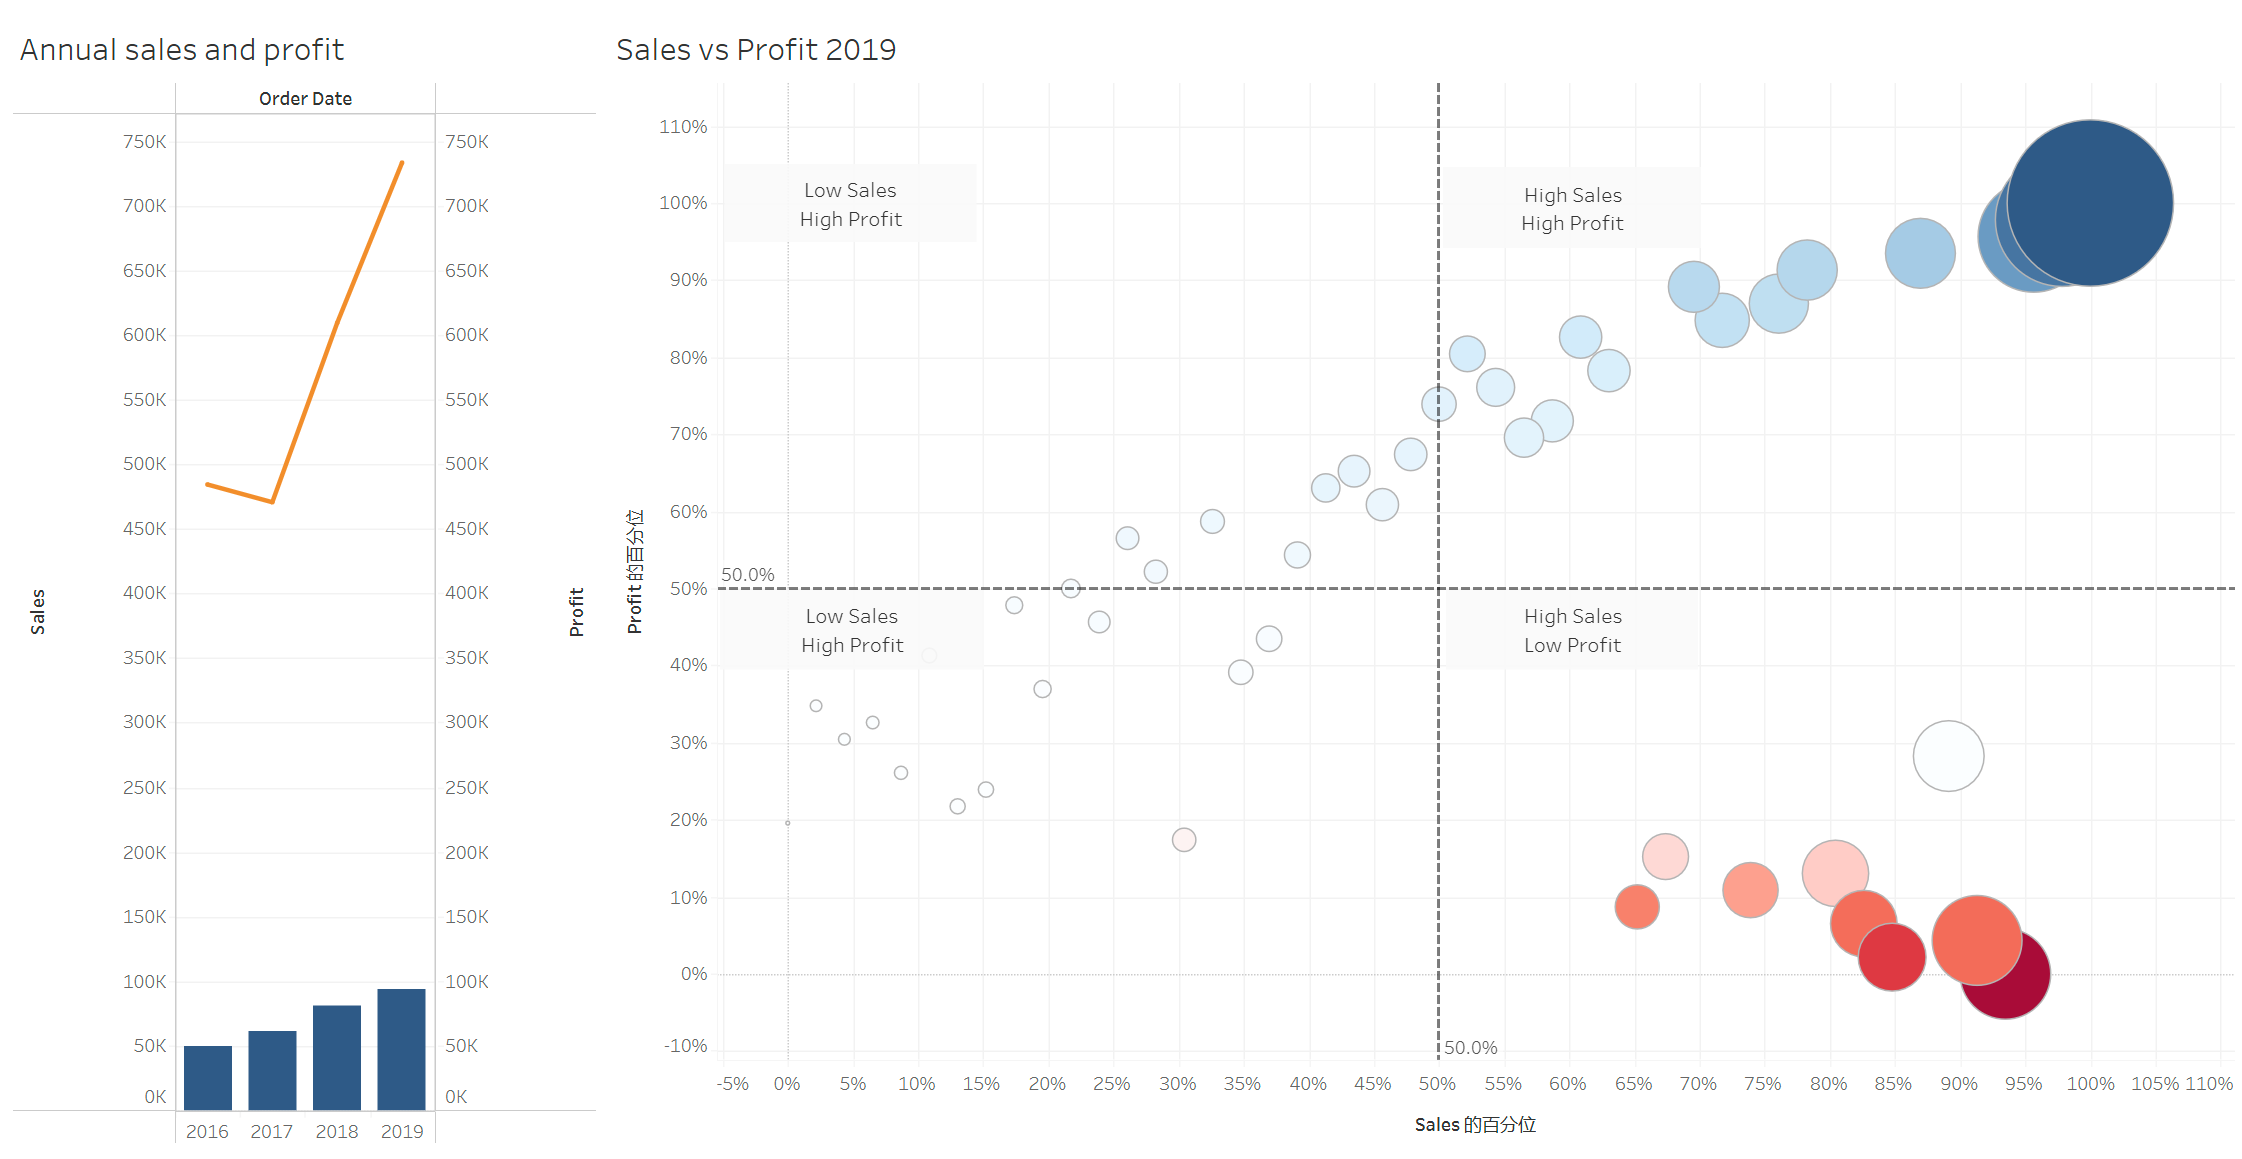 Annual sales and profit
Order Date
Sales
750K
700K
650K
600K
550K
500K
450K
400K
350K
300K
250K
200K
150K
100K
50K
0K
750K
700K
650K
600K
550K
500K
450K
400K
350K
300K
250K
200K
150K
100K
50K
0K
Profit
2016 2017 2018 2019
Sales vs Profit 2019
Profit 的百分位
110%
100%
90%
80%
70%
60%
50%
40%
30%
20%
10%
0%
-10%
Low Sales
High Profit
High Sales
High Profit
50.0%
Low Sales
High Profit
High Sales
Low Profit
50.0%
-5% 0% 5% 10% 15% 20% 25% 30% 35% 40% 45% 50% 55% 60% 65% 70% 75% 80% 85% 90% 95% 100% 105% 110%
Sales 的百分位